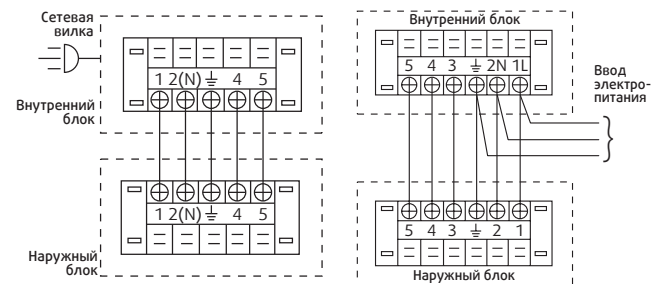 Сетевая
вилка
1 2(N) ⏚ 4 5
Внутренний
блок
1 2(N) ⏚ 4 5
Наружный
блок
Внутренний блок
5 4 3 ⏚ 2N 1L
Ввод
электро-
питания
5 4 3 ⏚ 2 1
Наружный блок